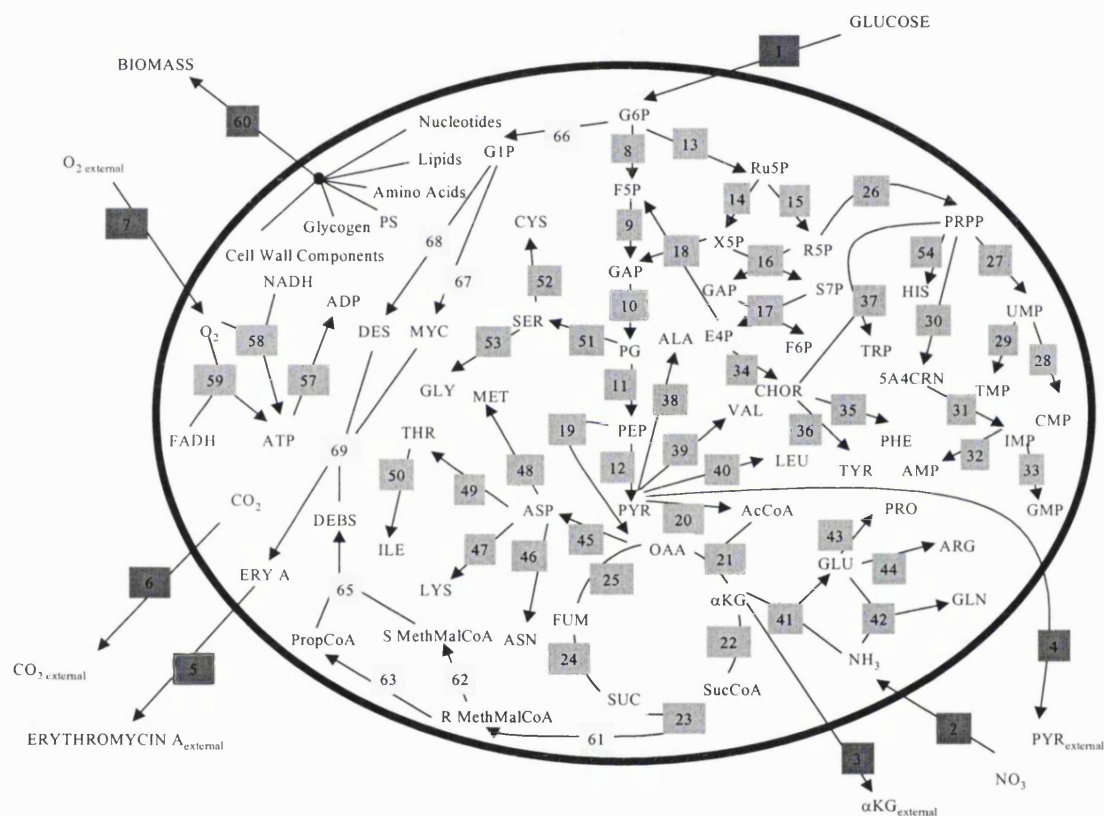 GLUCOSE
1
BIOMASS
60
Nucleotides
G6P
66
G1P
8
13
O2 external
Lipids
Ru5P
26
Amino Acids
F5P
14
15
PRPP
7
Glycogen
PS
CYS
9
18
X5P
R5P
54
27
Cell Wall Components
68
16
NADH
67
52
GAP
GAP
S7P
HIS
ADP
10
17
37
30
UMP
O2
58
DES
MYC
SER
51
ALA
E4P
F6P
TRP
29
28
53
PG
59
57
34
5A4CRN
TMP
GLY
MET
11
38
CHOR
VAL
35
31
CMP
FADH
ATP
THR
19
PEP
36
PHE
IMP
69
50
48
12
39
40
LEU
TYR
AMP
32
33
49
CO2
DEBS
ASP
PYR
20
AcCoA
PRO
GMP
ILE
47
46
45
OAA
43
ARG
6
ERY A
21
GLU
44
65
LYS
25
αKG
GLN
FUM
41
42
PropCoA
S MethMalCoA
ASN
22
4
CO2 external
5
24
NH3
63
62
SucCoA
SUC
R MethMalCoA
23
2
ERYTHROMYCIN Aexternal
61
PYRexternal
3
NO3
αKGexternal